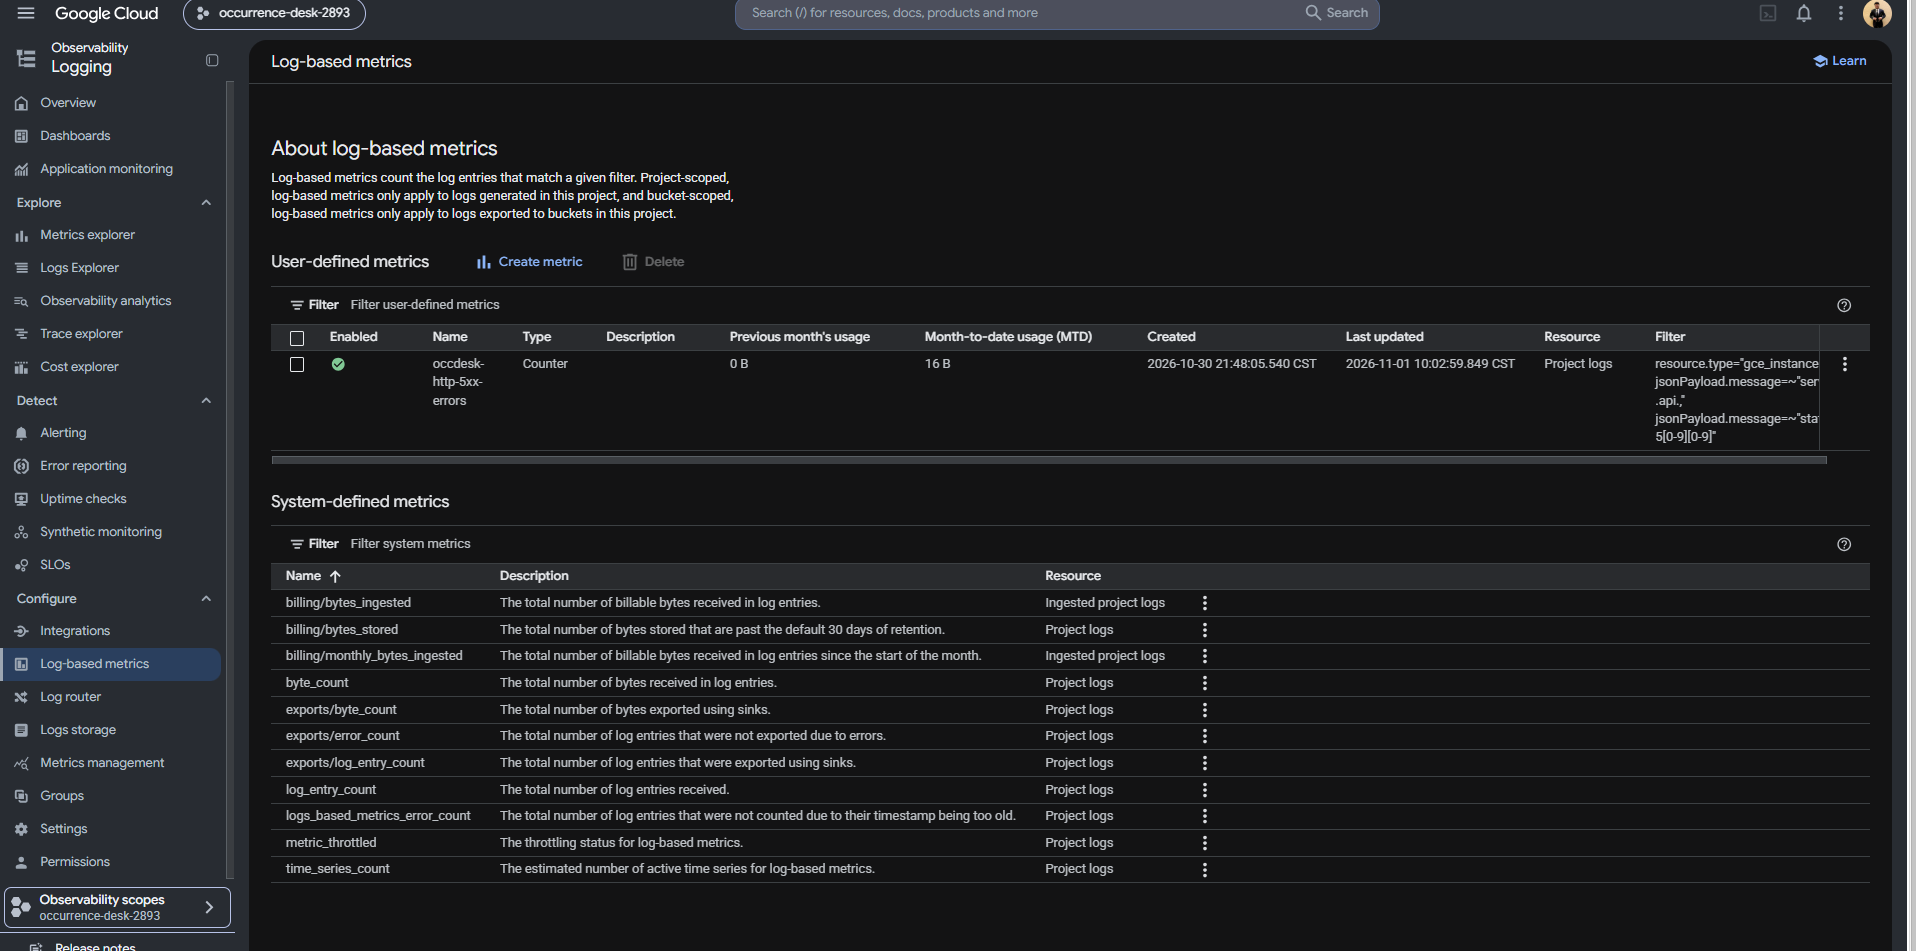 Google Cloud
occurrence-desk-2893
Search (/) for resources, docs, products and more
Search
Observability
Logging
Overview
Dashboards
Application monitoring
Explore
Metrics explorer
Logs Explorer
Observability analytics
Trace explorer
Cost explorer
Detect
Alerting
Error reporting
Uptime checks
Synthetic monitoring
SLOs
Configure
Integrations
Log-based metrics
Log router
Logs storage
Metrics management
Groups
Settings
Permissions
Observability scopes
occurrence-desk-2893
Release notes
Log-based metrics
Learn
About log-based metrics
Log-based metrics count the log entries that match a given filter. Project-scoped,
log-based metrics only apply to logs generated in this project, and bucket-scoped,
log-based metrics only apply to logs exported to buckets in this project.
User-defined metrics Create metric Delete
Filter Filter user-defined metrics
Enabled Name Type Description Previous month's usage Month-to-date usage (MTD) Created Last updated Resource Filter
occdesk-http-5xx-errors Counter 0 B 16 B 2026-10-30 21:48:05.540 CST 2026-11-01 10:02:59.849 CST Project logs
resource.type="gce_instance
jsonPayload.message=~"ser
.api.,"
jsonPayload.message=~"sta
5[0-9][0-9]"
System-defined metrics
Filter Filter system metrics
Name Description Resource
billing/bytes_ingested The total number of billable bytes received in log entries. Ingested project logs
billing/bytes_stored The total number of bytes stored that are past the default 30 days of retention. Project logs
billing/monthly_bytes_ingested The total number of billable bytes received in log entries since the start of the month. Ingested project logs
byte_count The total number of bytes received in log entries. Project logs
exports/byte_count The total number of bytes exported using sinks. Project logs
exports/error_count The total number of log entries that were not exported due to errors. Project logs
exports/log_entry_count The total number of log entries that were exported using sinks. Project logs
log_entry_count The total number of log entries received. Project logs
logs_based_metrics_error_count The total number of log entries that were not counted due to their timestamp being too old. Project logs
metric_throttled The throttling status for log-based metrics. Project logs
time_series_count The estimated number of active time series for log-based metrics. Project logs